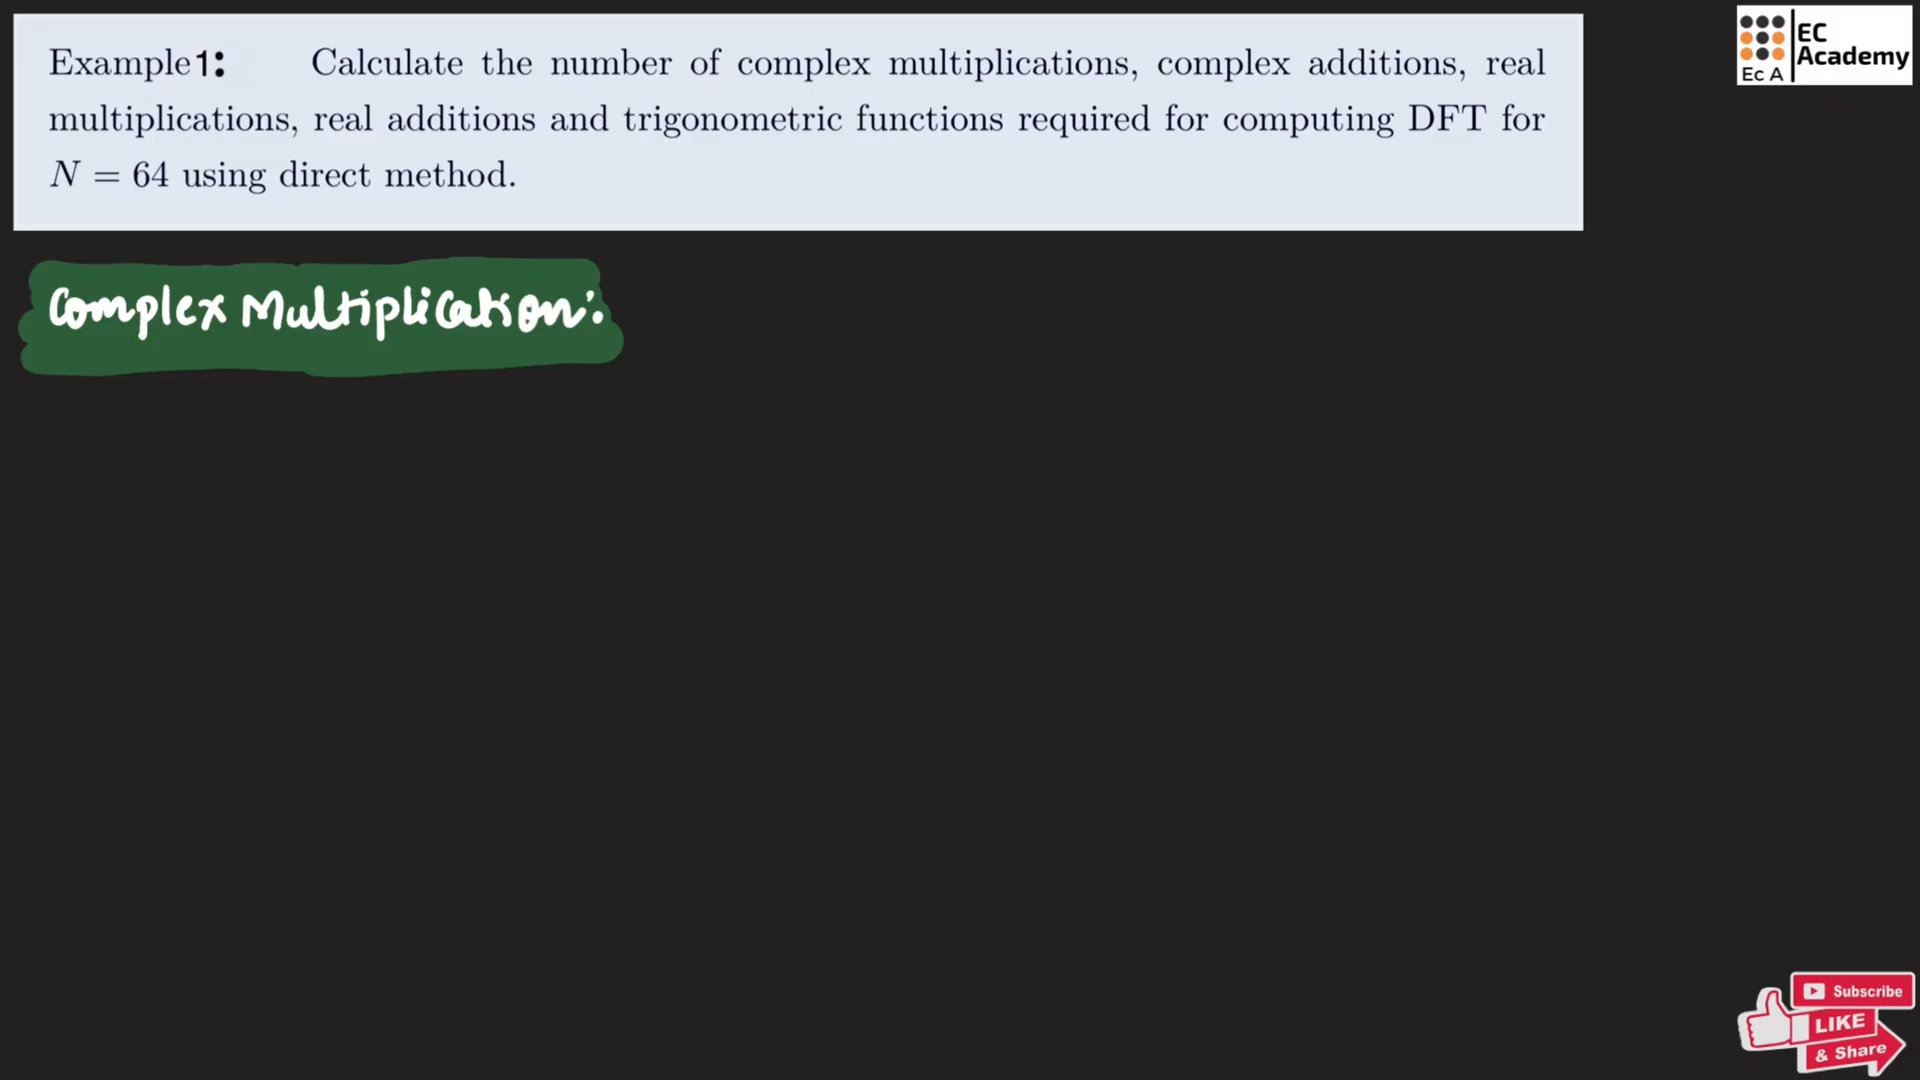 Example 1: Calculate the number of complex multiplications, complex additions, real
multiplications, real additions and trigonometric functions required for computing DFT for
N = 64 using direct method.
EC
Academy
Ec A
Complex Multiplication:
Subscribe
LIKE
& Share